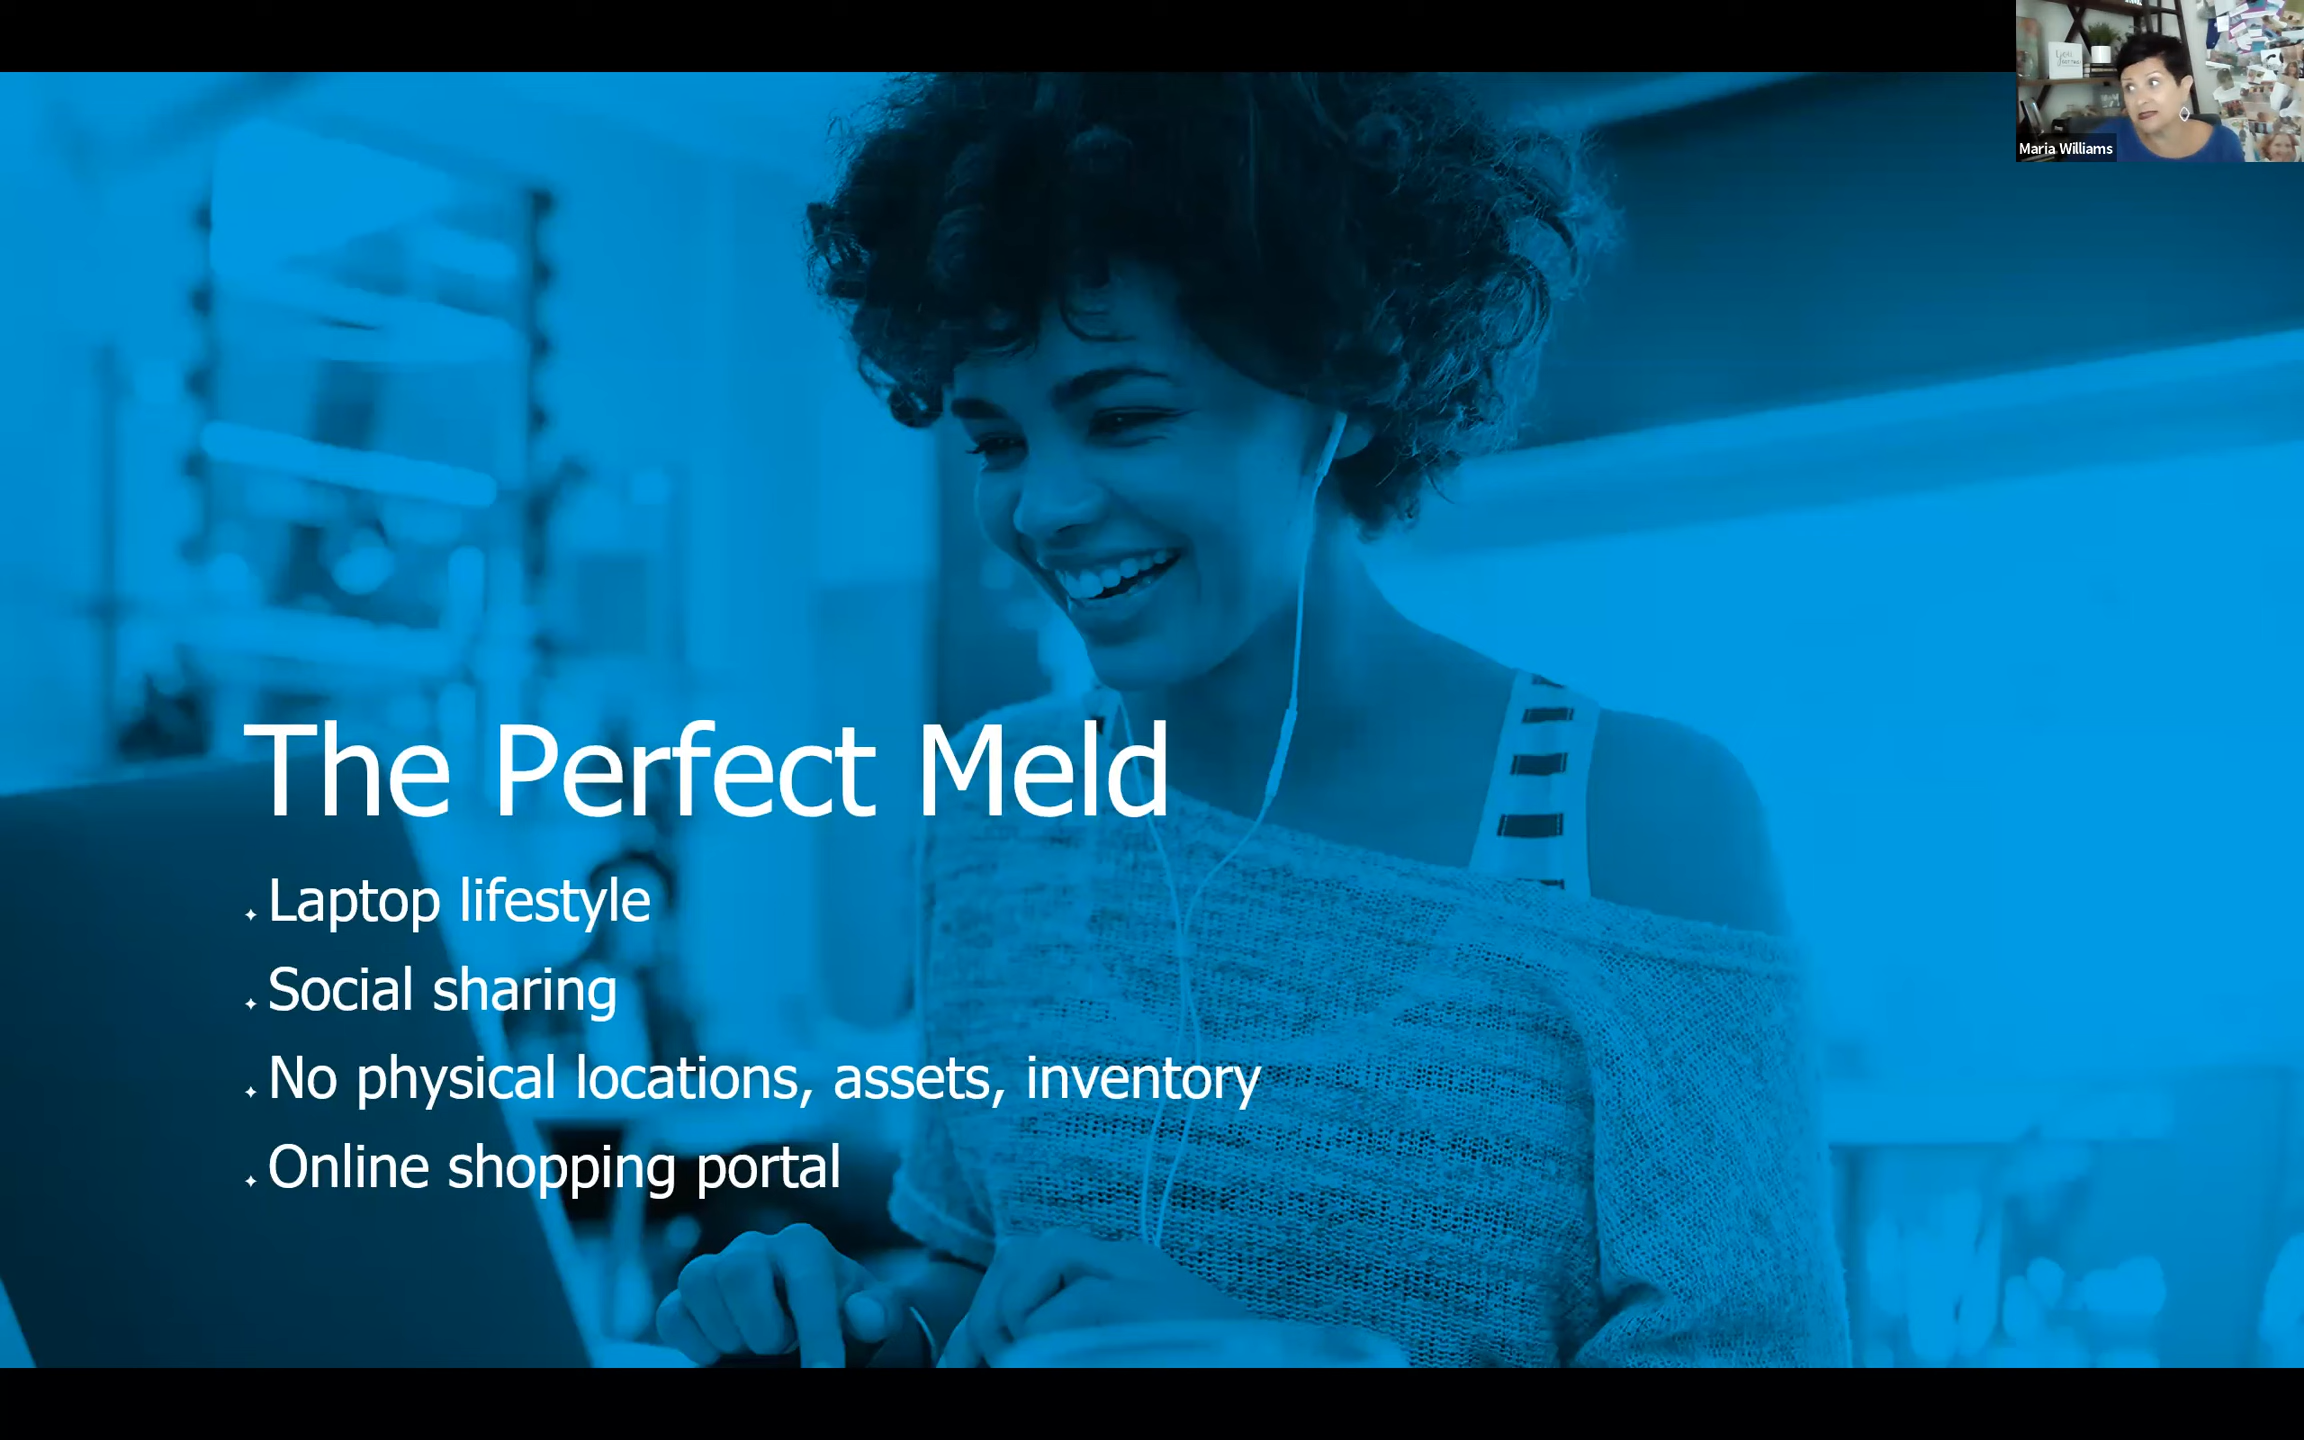 Maria Williams
The Perfect Meld
Laptop lifestyle
Social sharing
No physical locations, assets, inventory
Online shopping portal